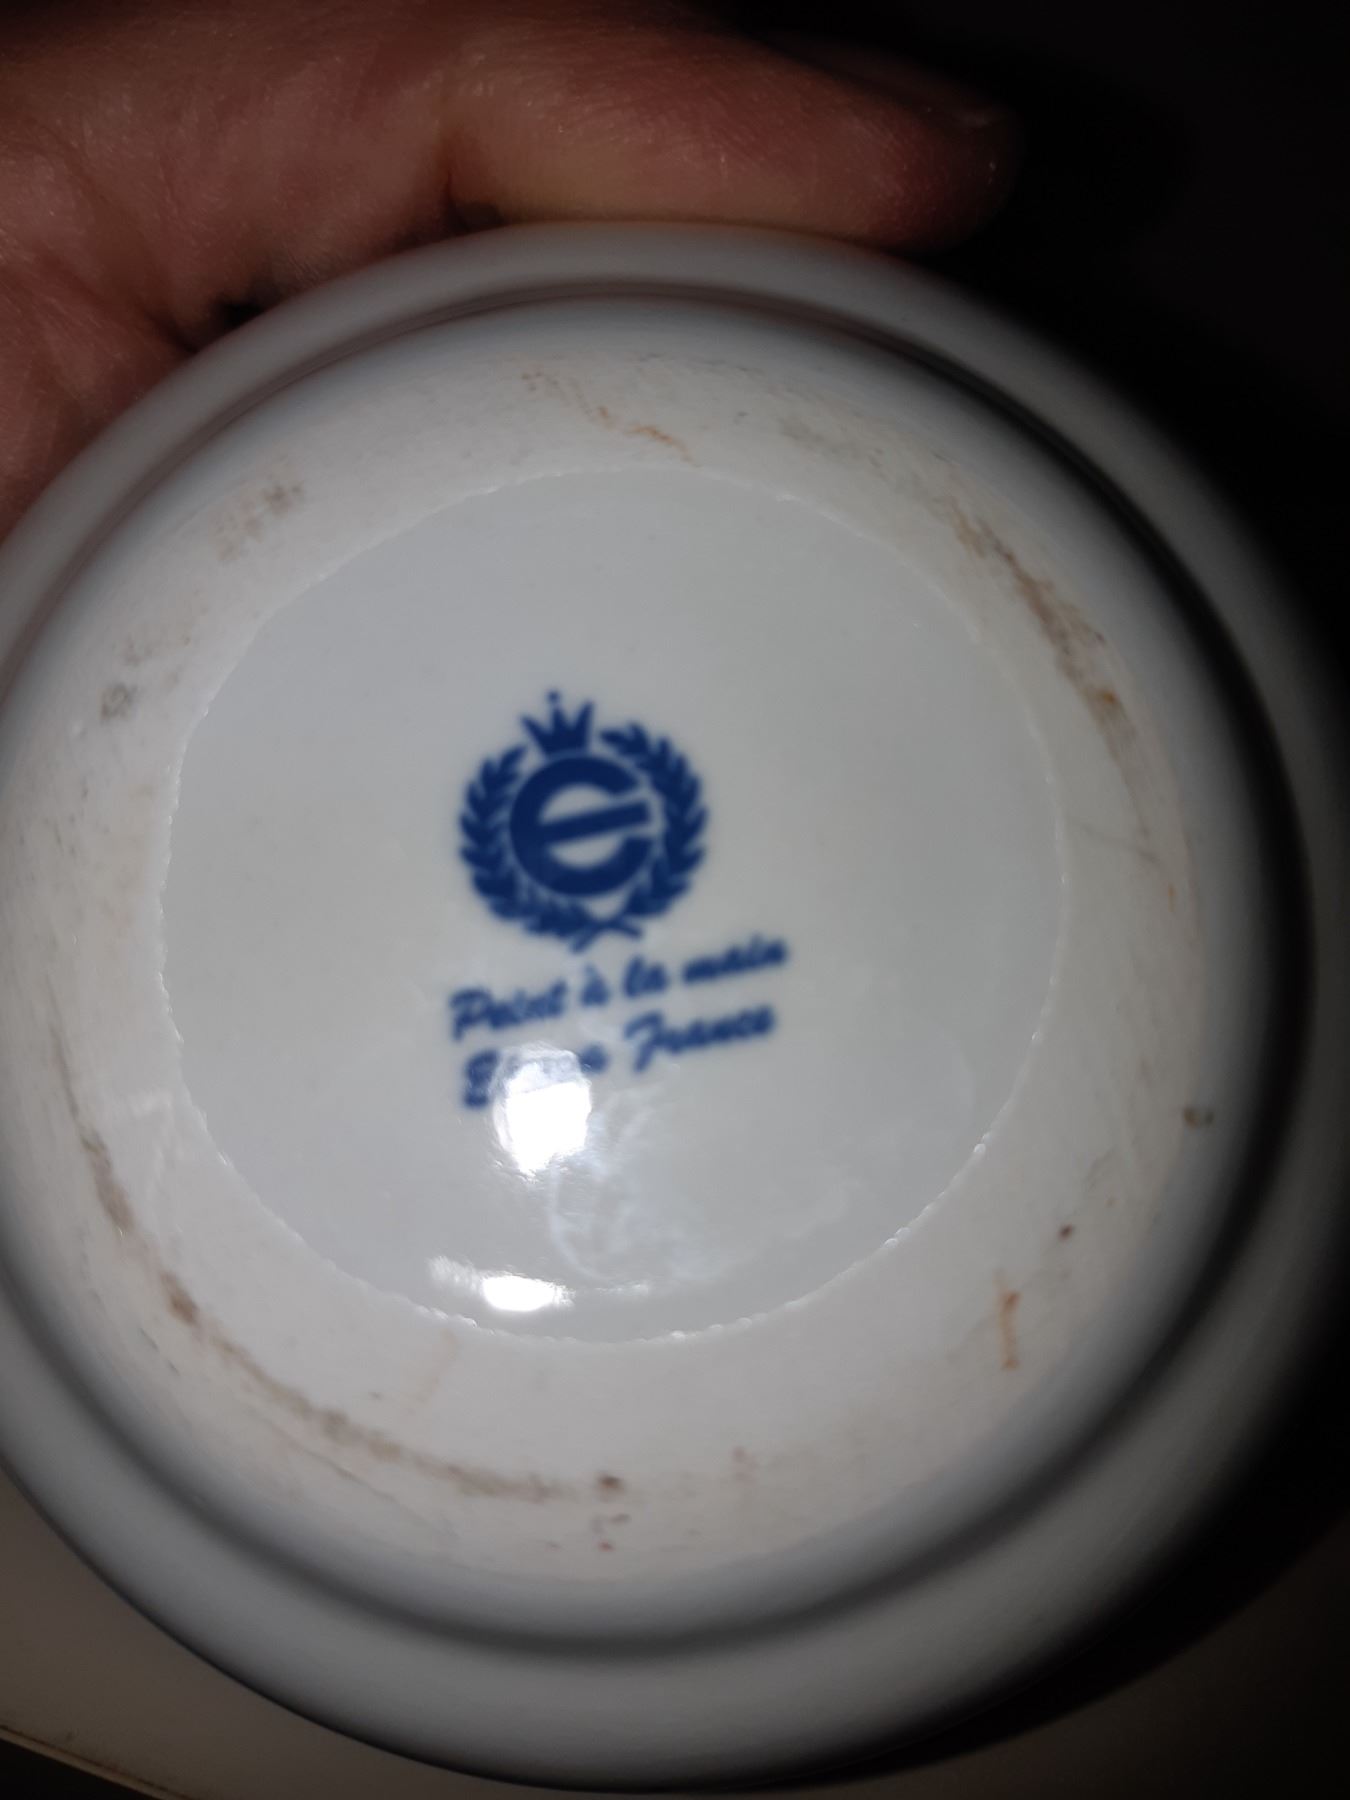 e
Peint à la main
France